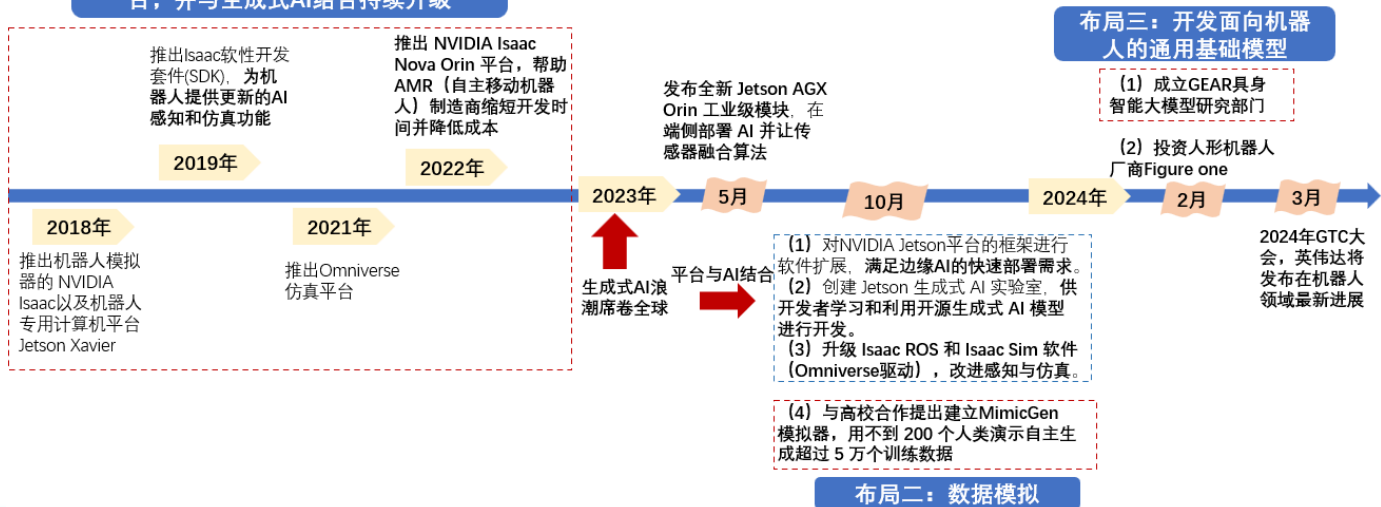 台，并与生成式AI结合持续升级
推出Isaac软性开发
套件(SDK)，为机
器人提供更新的AI
感知和仿真功能
2019年
推出 NVIDIA Isaac
Nova Orin 平台，帮助
AMR（自主移动机器
人）制造商缩短开发时
间并降低成本
2022年
2018年
推出机器人模拟
器的 NVIDIA
Isaac以及机器人
专用计算机平台
Jetson Xavier
2021年
推出Omniverse
仿真平台
2023年
生成式AI浪
潮席卷全球
平台与AI结合
发布全新 Jetson AGX
Orin 工业级模块，在
端侧部署 AI 并让传
感器融合算法
5月
10月
（1）对NVIDIA Jetson平台的框架进行
软件扩展，满足边缘AI的快速部署需求。
（2）创建 Jetson 生成式 AI 实验室，供
开发者学习和利用开源生成式 AI 模型
进行开发。
（3）升级 Isaac ROS 和 Isaac Sim 软件
（Omniverse驱动），改进感知与仿真。
（4）与高校合作提出建立MimicGen
模拟器，用不到 200 个人类演示自主生
成超过 5 万个训练数据
布局二：数据模拟
布局三：开发面向机器
人的通用基础模型
（1）成立GEAR具身
智能大模型研究部门
（2）投资人形机器人
厂商Figure one
2024年
2月
3月
2024年GTC大
会，英伟达将
发布在机器人
领域最新进展